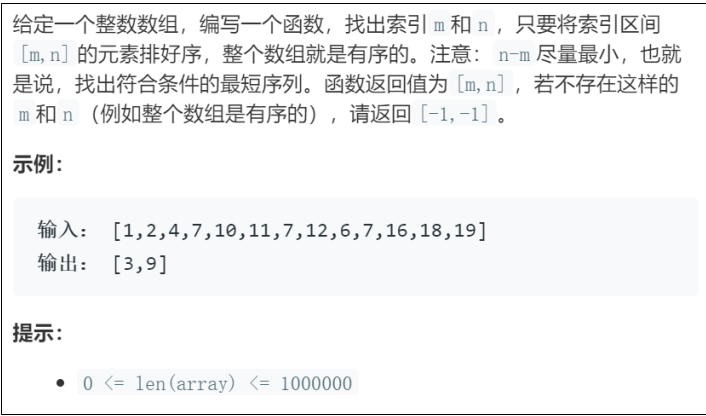 给定一个整数数组，编写一个函数，找出索引 m 和 n ，只要将索引区间
[m,n] 的元素排好序，整个数组就是有序的。注意： n-m 尽量最小，也就
是说，找出符合条件的最短序列。函数返回值为 [m,n] ，若不存在这样的
m 和 n （例如整个数组是有序的），请返回 [-1,-1] 。
示例：
输入： [1,2,4,7,10,11,7,12,6,7,16,18,19]
输出： [3,9]
提示：
• 0 <= len(array) <= 1000000